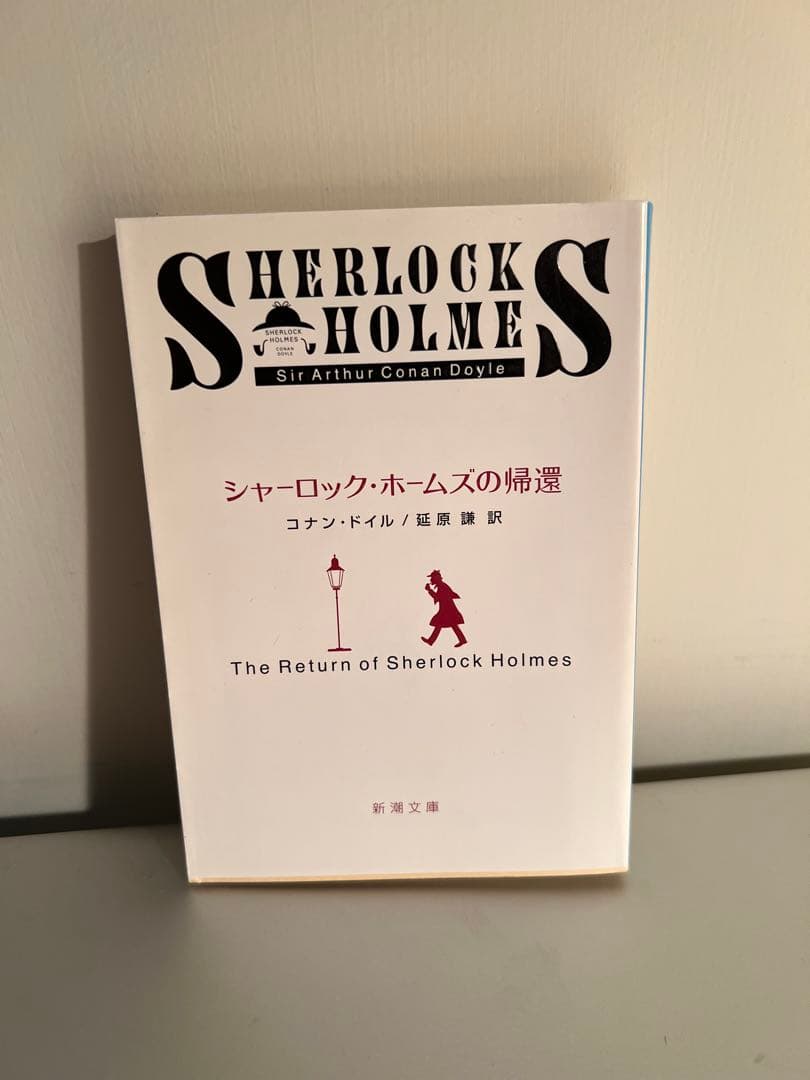 SHERLOCK
HOLMES
SHERLOCK
HOLMES
CONAN
DOYLE
Sir Arthur Conan Doyle
シャーロック・ホームズの帰還
コナン・ドイル/延原謙 訳
The Return of Sherlock Holmes
新潮文庫